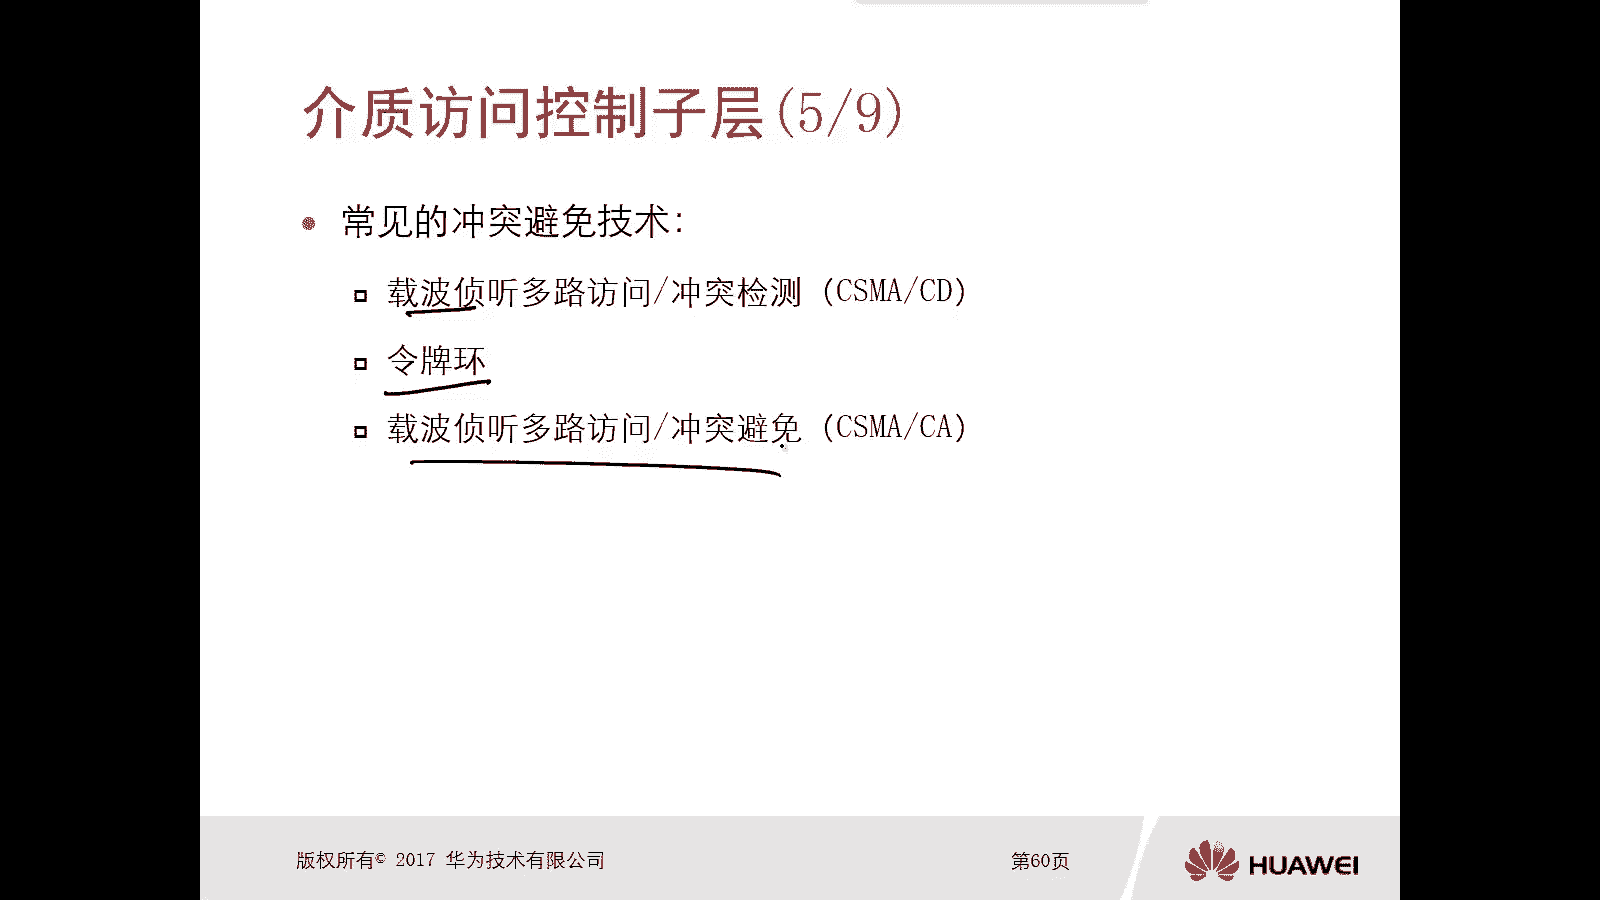 介质访问控制子层(5/9)
常见的冲突避免技术：
载波侦听多路访问/冲突检测（CSMA/CD）
令牌环
载波侦听多路访问/冲突避免（CSMA/CA）
版权所有© 2017 华为技术有限公司
第60页
HUAWEI